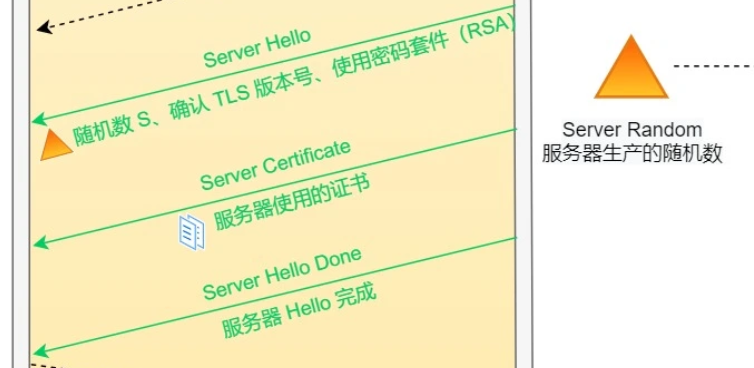 Server Hello
随机数 S、确认 TLS 版本号、使用密码套件（RSA）
Server Random
服务器生产的随机数
Server Certificate
服务器使用的证书
Server Hello Done
服务器 Hello 完成